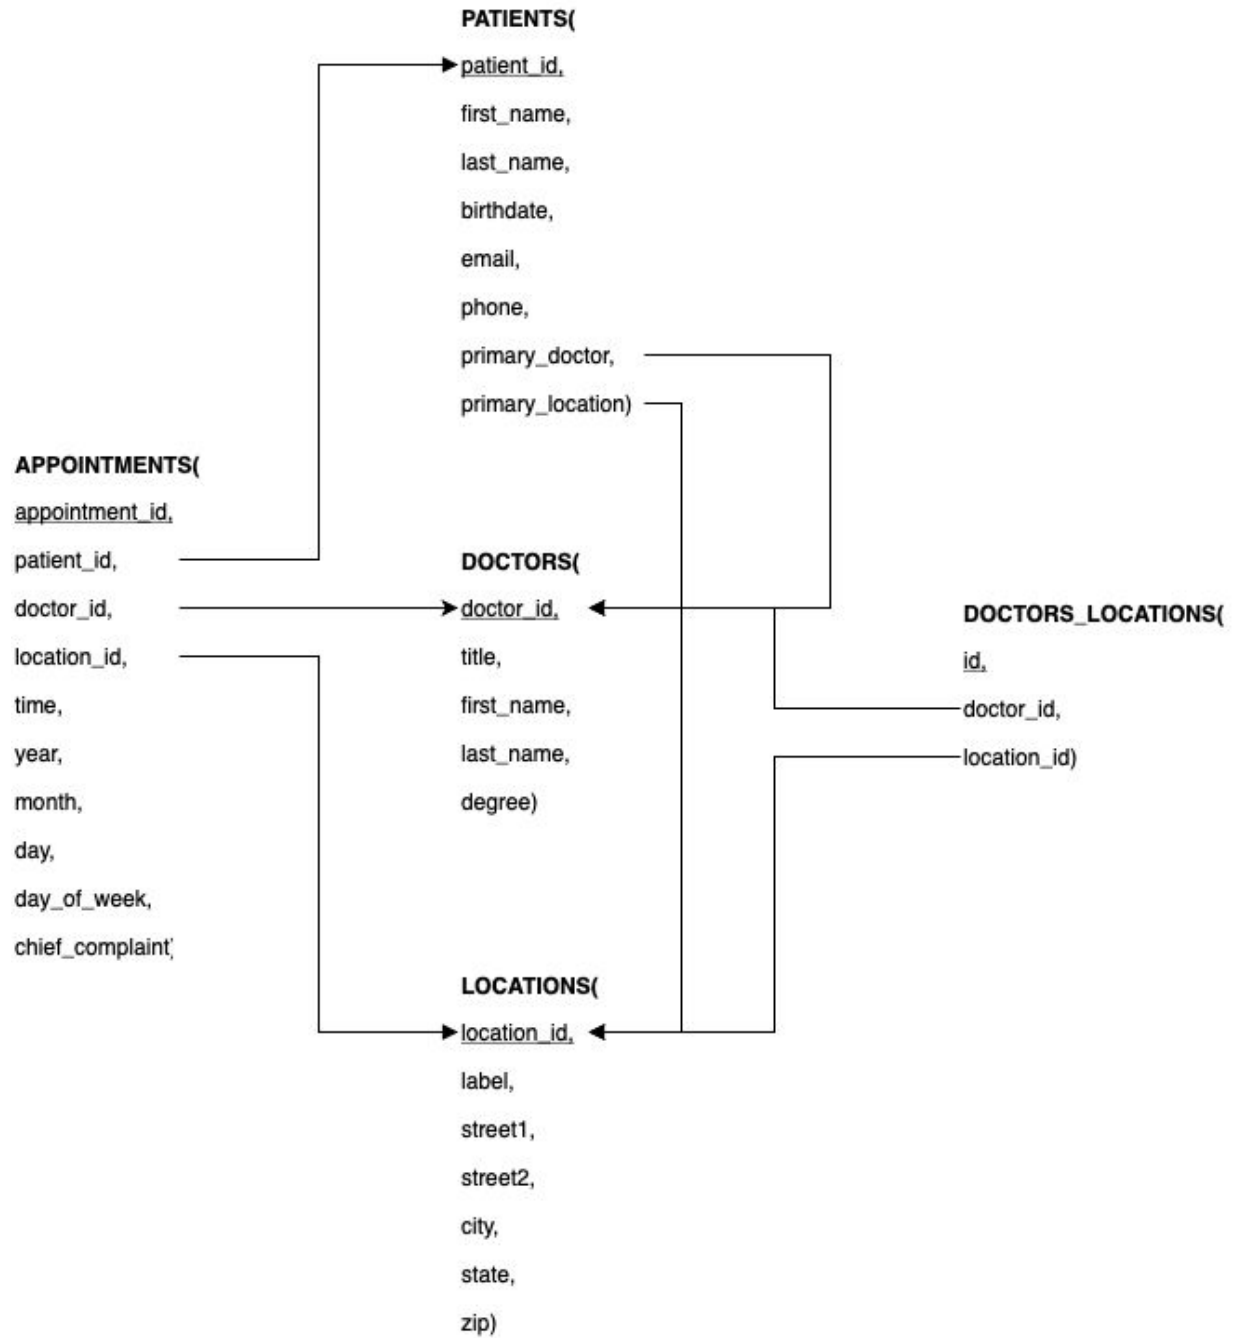 PATIENTS(
patient_id,
first_name,
last_name,
birthdate,
email,
phone,
primary_doctor,
primary_location)
APPOINTMENTS(
appointment_id,
patient_id,
doctor_id,
location_id,
time,
year,
month,
day,
day_of_week,
chief_complaint)
DOCTORS(
doctor_id,
title,
first_name,
last_name,
degree)
DOCTORS_LOCATIONS(
id,
doctor_id,
location_id)
LOCATIONS(
location_id,
label,
street1,
street2,
city,
state,
zip)